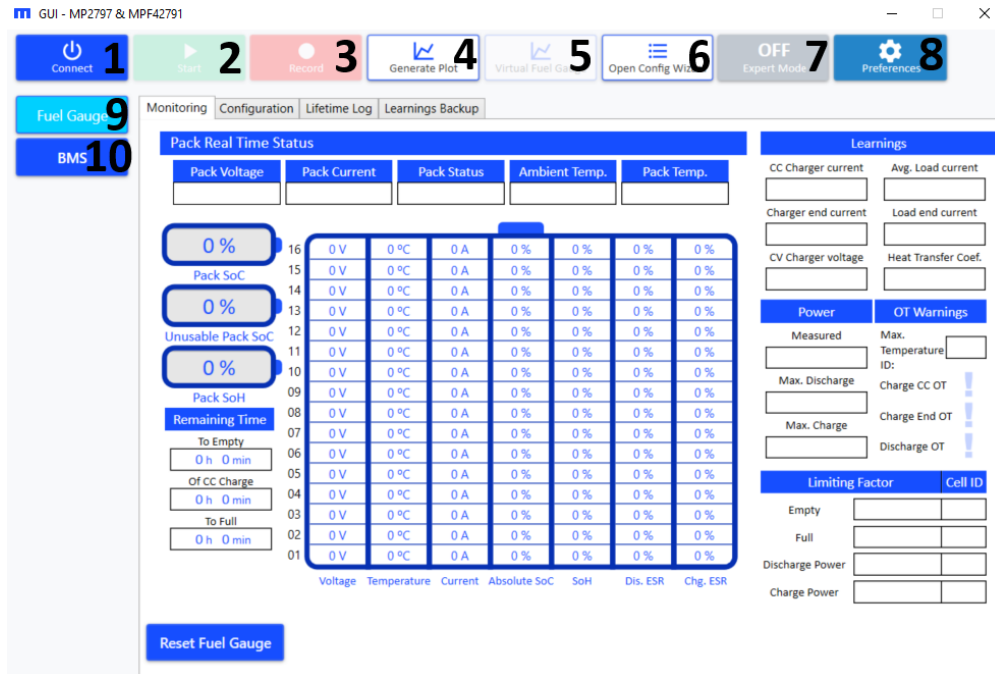 GUI - MP2797 & MPF42791
Connect 1
Start 2
Record 3
Generate Plot 4
Virtual Fuel Ga 5
Open Config Wiz 6
OFF
Expert Mode 7
Preferences 8
Fuel Gauge 9
BMS 10
Monitoring Configuration Lifetime Log Learnings Backup
Pack Real Time Status
Pack Voltage Pack Current Pack Status Ambient Temp. Pack Temp.
0 %
Pack SoC
0 %
Unusable Pack SoC
0 %
Pack SoH
Remaining Time
To Empty
0 h 0 min
Of CC Charge
0 h 0 min
To Full
0 h 0 min
16 0 V 0 ºC 0 A 0 % 0 % 0 % 0 %
15 0 V 0 ºC 0 A 0 % 0 % 0 % 0 %
14 0 V 0 ºC 0 A 0 % 0 % 0 % 0 %
13 0 V 0 ºC 0 A 0 % 0 % 0 % 0 %
12 0 V 0 ºC 0 A 0 % 0 % 0 % 0 %
11 0 V 0 ºC 0 A 0 % 0 % 0 % 0 %
10 0 V 0 ºC 0 A 0 % 0 % 0 % 0 %
09 0 V 0 ºC 0 A 0 % 0 % 0 % 0 %
08 0 V 0 ºC 0 A 0 % 0 % 0 % 0 %
07 0 V 0 ºC 0 A 0 % 0 % 0 % 0 %
06 0 V 0 ºC 0 A 0 % 0 % 0 % 0 %
05 0 V 0 ºC 0 A 0 % 0 % 0 % 0 %
04 0 V 0 ºC 0 A 0 % 0 % 0 % 0 %
03 0 V 0 ºC 0 A 0 % 0 % 0 % 0 %
02 0 V 0 ºC 0 A 0 % 0 % 0 % 0 %
01 0 V 0 ºC 0 A 0 % 0 % 0 % 0 %
Voltage Temperature Current Absolute SoC SoH Dis. ESR Chg. ESR
Reset Fuel Gauge
Learnings
CC Charger current Avg. Load current
Charger end current Load end current
CV Charger voltage Heat Transfer Coef.
Power
Measured
Max. Discharge
Max. Charge
OT Warnings
Max.
Temperature
ID:
Charge CC OT !
Charge End OT !
Discharge OT !
Limiting Factor Cell ID
Empty
Full
Discharge Power
Charge Power